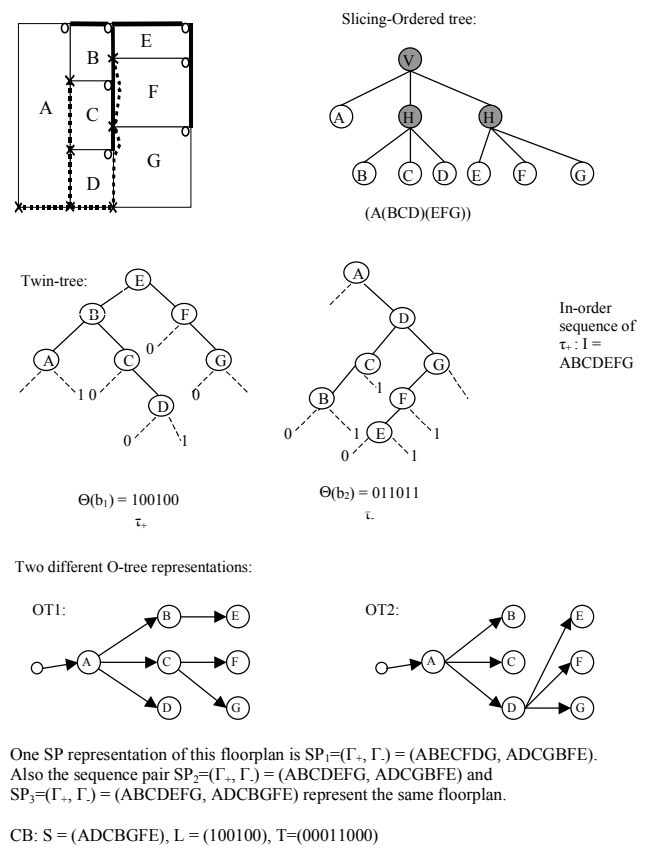 Slicing-Ordered tree:
A
B
C
D
E
F
G
V
A
H
H
B
C
D
E
F
G
(A(BCD)(EFG))
Twin-tree:
E
B
F
A
C
0
G
1 0
0
D
0
1
Θ(b₁) = 100100
τ₊
A
D
C
G
B
1
F
0
1
E
1
0
1
Θ(b₂) = 011011
τ₋
In-order
sequence of
τ₊ : I =
ABCDEFG
Two different O-tree representations:
OT1:
B
E
A
C
F
D
G
OT2:
B
E
A
C
F
D
G
One SP representation of this floorplan is SP₁=(Γ₊, Γ₋) = (ABECFDG, ADCGBFE).
Also the sequence pair SP₂=(Γ₊, Γ₋) = (ABCDEFG, ADCGBFE) and
SP₃=(Γ₊, Γ₋) = (ABCDEFG, ADCBGFE) represent the same floorplan.
CB: S = (ADCBGFE), L = (100100), T=(00011000)